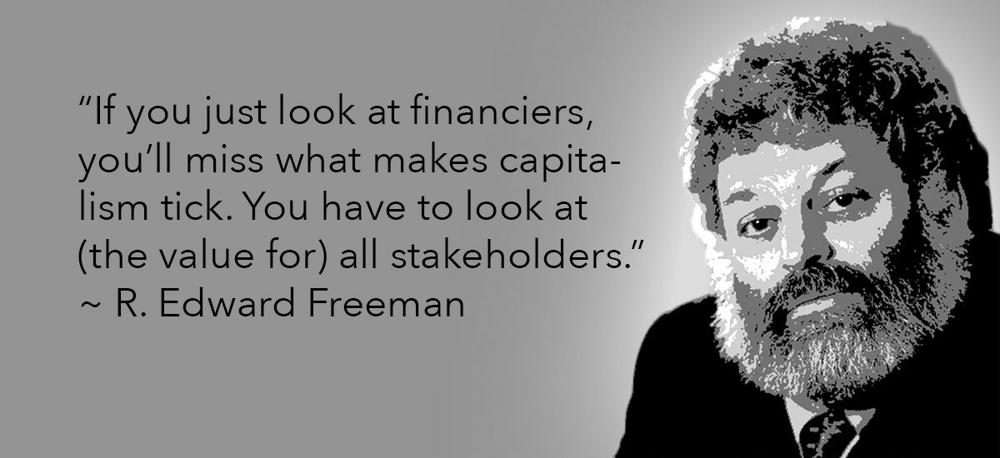 “If you just look at financiers,
you’ll miss what makes capita-
lism tick. You have to look at
(the value for) all stakeholders.”
~ R. Edward Freeman